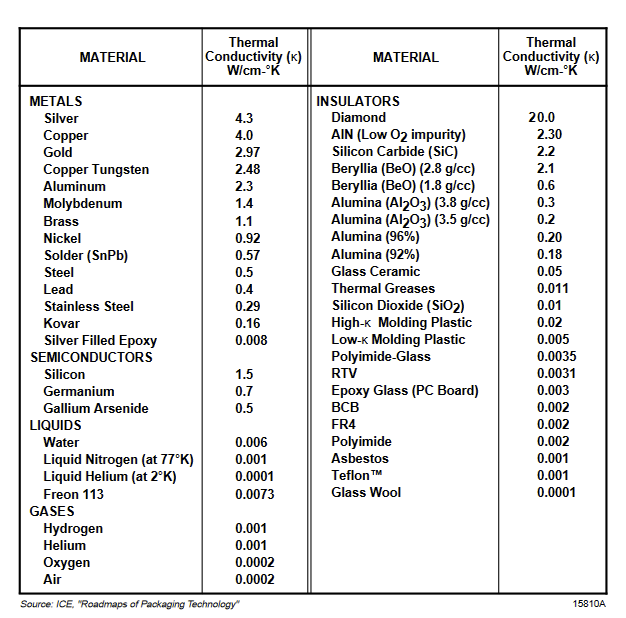 MATERIAL
Thermal
Conductivity (κ)
W/cm-°K
METALS
Silver 4.3
Copper 4.0
Gold 2.97
Copper Tungsten 2.48
Aluminum 2.3
Molybdenum 1.4
Brass 1.1
Nickel 0.92
Solder (SnPb) 0.57
Steel 0.5
Lead 0.4
Stainless Steel 0.29
Kovar 0.16
Silver Filled Epoxy 0.008
SEMICONDUCTORS
Silicon 1.5
Germanium 0.7
Gallium Arsenide 0.5
LIQUIDS
Water 0.006
Liquid Nitrogen (at 77°K) 0.001
Liquid Helium (at 2°K) 0.0001
Freon 113 0.0073
GASES
Hydrogen 0.001
Helium 0.001
Oxygen 0.0002
Air 0.0002
MATERIAL
Thermal
Conductivity (κ)
W/cm-°K
INSULATORS
Diamond 20.0
AIN (Low O2 impurity) 2.30
Silicon Carbide (SiC) 2.2
Beryllia (BeO) (2.8 g/cc) 2.1
Beryllia (BeO) (1.8 g/cc) 0.6
Alumina (Al2O3) (3.8 g/cc) 0.3
Alumina (Al2O3) (3.5 g/cc) 0.2
Alumina (96%) 0.20
Alumina (92%) 0.18
Glass Ceramic 0.05
Thermal Greases 0.011
Silicon Dioxide (SiO2) 0.01
High-κ Molding Plastic 0.02
Low-κ Molding Plastic 0.005
Polyimide-Glass 0.0035
RTV 0.0031
Epoxy Glass (PC Board) 0.003
BCB 0.002
FR4 0.002
Polyimide 0.002
Asbestos 0.001
Teflon™ 0.001
Glass Wool 0.0001
Source: ICE, "Roadmaps of Packaging Technology"
15810A